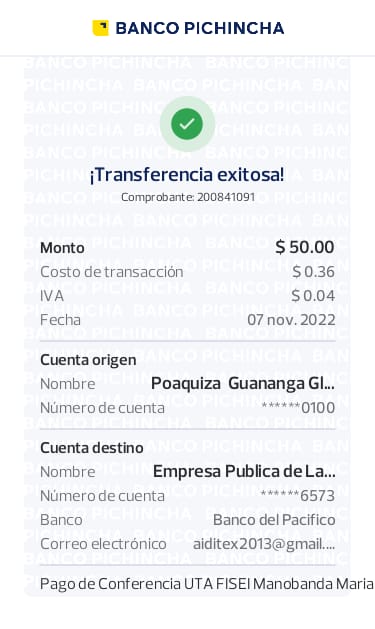 BANCO PICHINCHA
¡Transferencia exitosa!
Comprobante: 200841091
Monto $ 50.00
Costo de transacción $ 0.36
IVA $ 0.04
Fecha 07 nov. 2022
Cuenta origen
Nombre Poaquiza Guananga Gl...
Número de cuenta ******0100
Cuenta destino
Nombre Empresa Publica de La...
Número de cuenta ******6573
Banco Banco del Pacifico
Correo electrónico aiditex2013@gmail....
Pago de Conferencia UTA FISEI Manobanda Maria